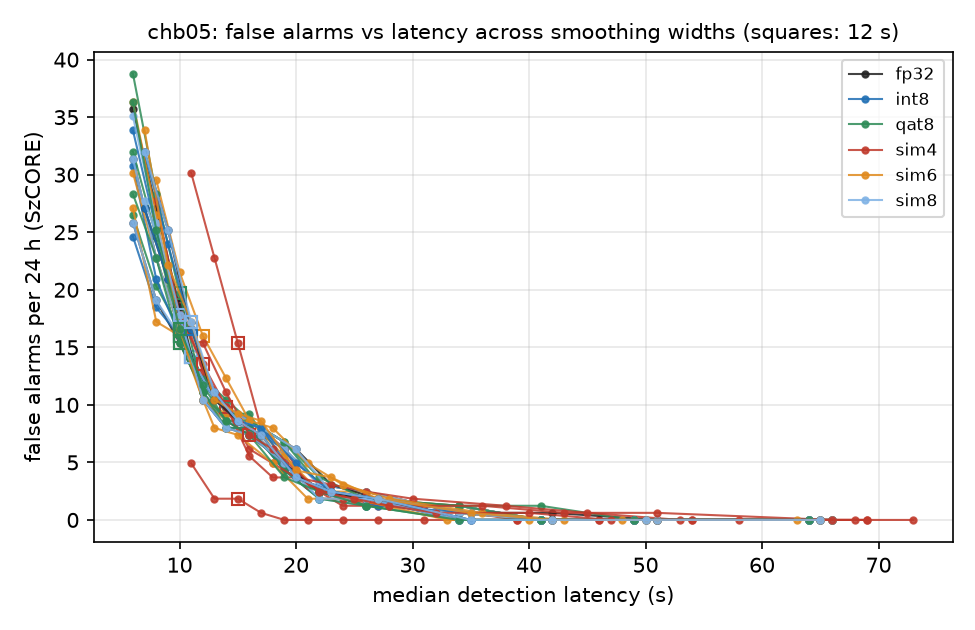 chb05: false alarms vs latency across smoothing widths (squares: 12 s)
false alarms per 24 h (SzCORE)
40
35
30
25
20
15
10
5
0
fp32
int8
qat8
sim4
sim6
sim8
10 20 30 40 50 60 70
median detection latency (s)